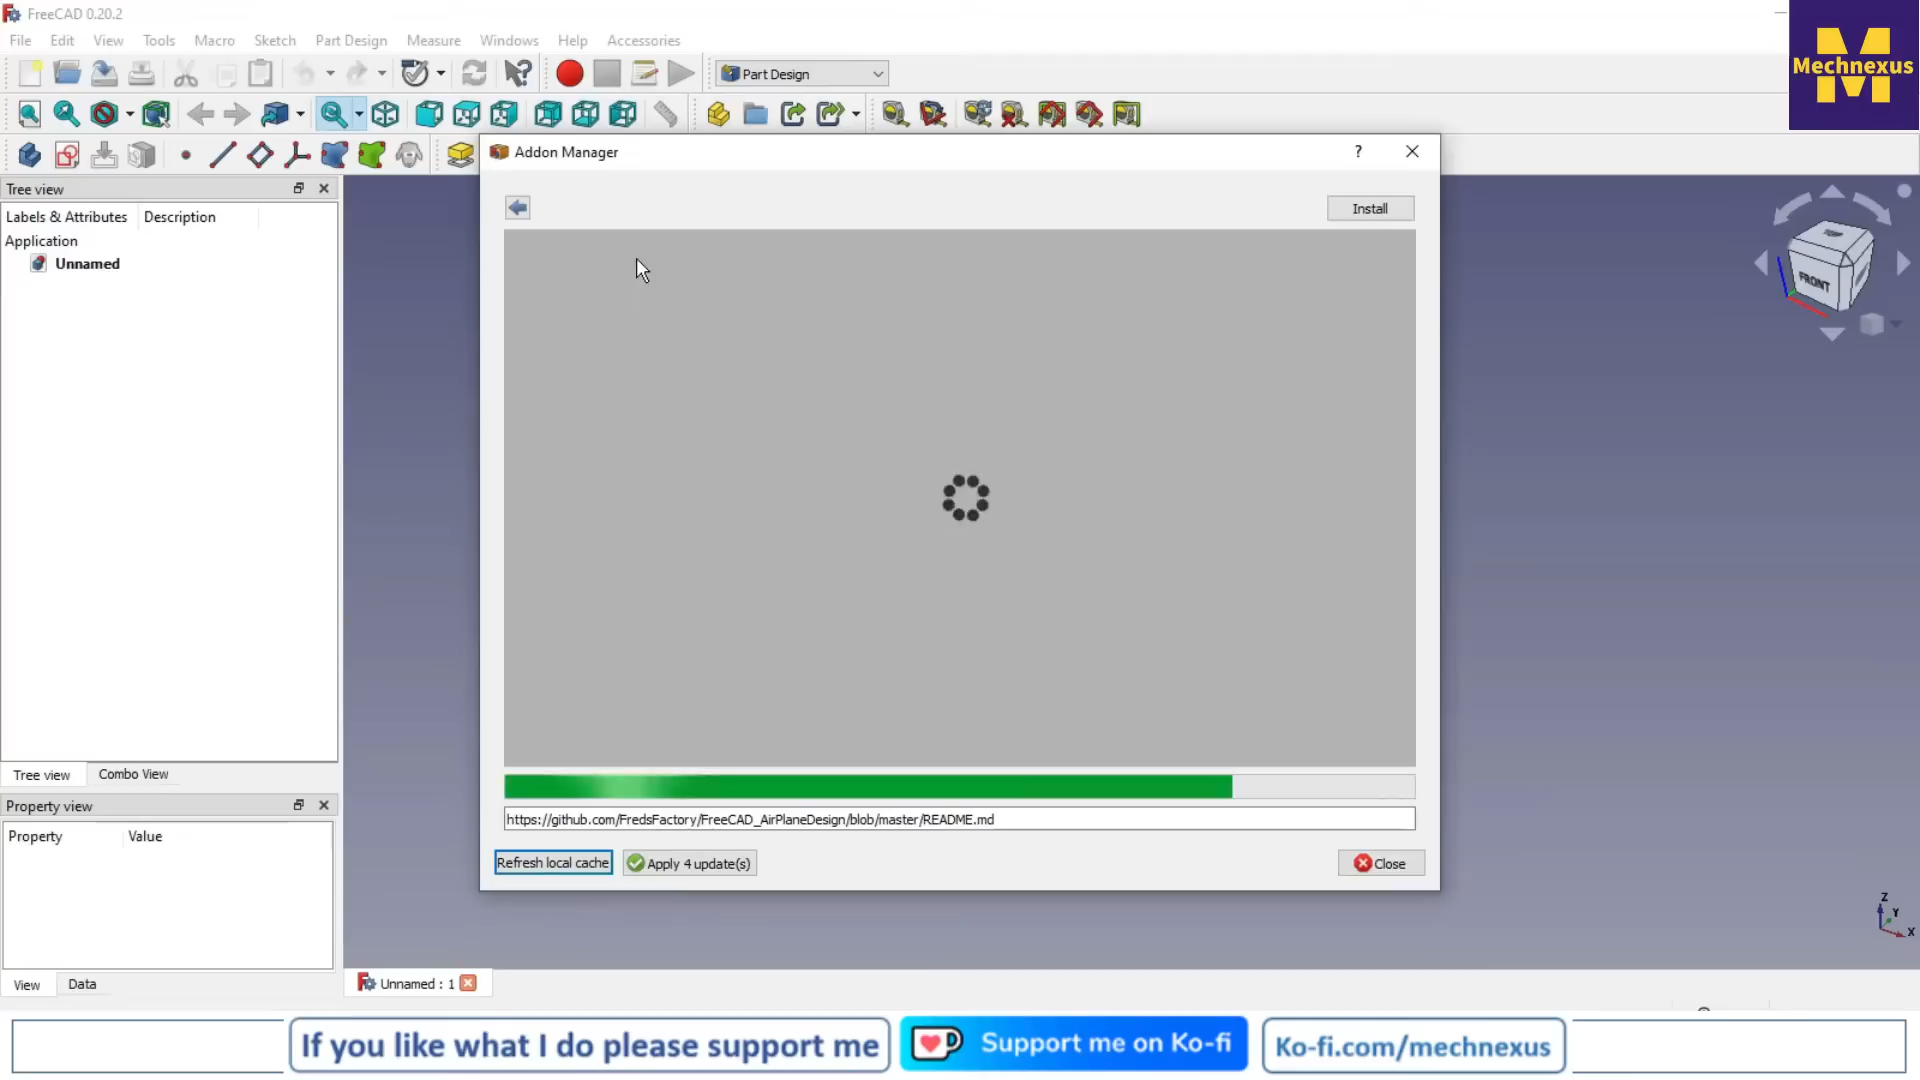 FreeCAD 0.20.2
File Edit View Tools Macro Sketch Part Design Measure Windows Help Accessories
Part Design
Mechnexus
Addon Manager
?
Install
Tree view
Labels & Attributes Description
Application
Unnamed
FRONT
https://github.com/FredsFactory/FreeCAD_AirPlaneDesign/blob/master/README.md
Refresh local cache
Apply 4 update(s)
Close
Tree view Combo View
Property view
Property Value
View Data
Unnamed : 1
Z
Y
X
If you like what I do please support me
Support me on Ko-fi
Ko-fi.com/mechnexus